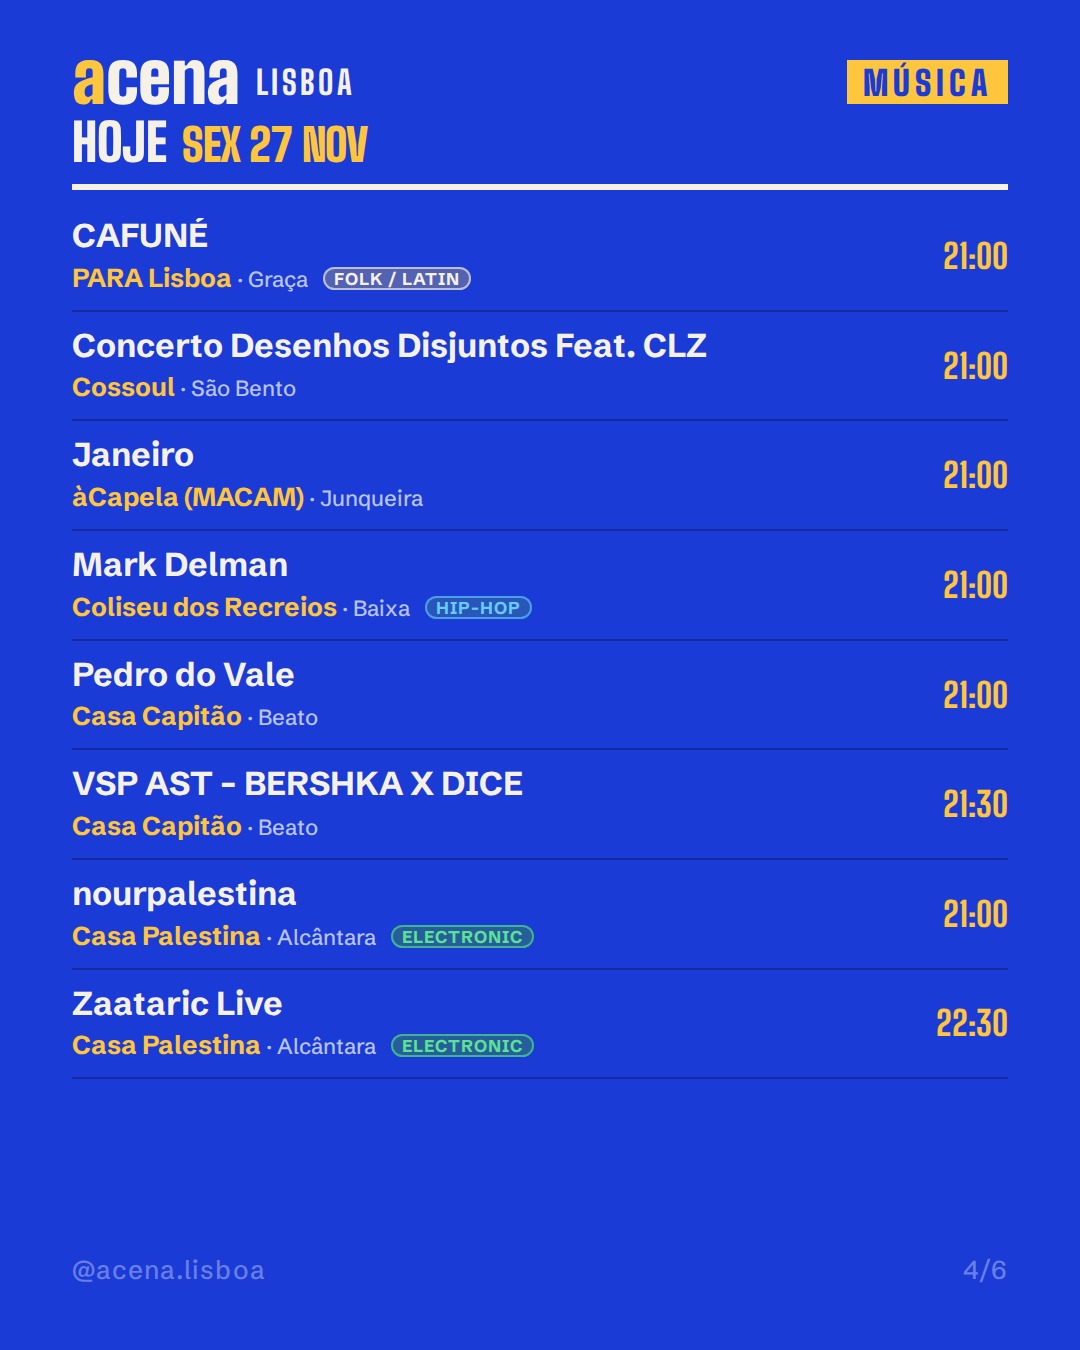 acena LISBOA
MÚSICA
HOJE SEX 27 NOV
CAFUNÉ
PARA Lisboa · Graça FOLK / LATIN
21:00
Concerto Desenhos Disjuntos Feat. CLZ
Cossoul · São Bento
21:00
Janeiro
àCapela (MACAM) · Junqueira
21:00
Mark Delman
Coliseu dos Recreios · Baixa HIP-HOP
21:00
Pedro do Vale
Casa Capitão · Beato
21:00
VSP AST – BERSHKA X DICE
Casa Capitão · Beato
21:30
nourpalestina
Casa Palestina · Alcântara ELECTRONIC
21:00
Zaataric Live
Casa Palestina · Alcântara ELECTRONIC
22:30
@acena.lisboa
4/6